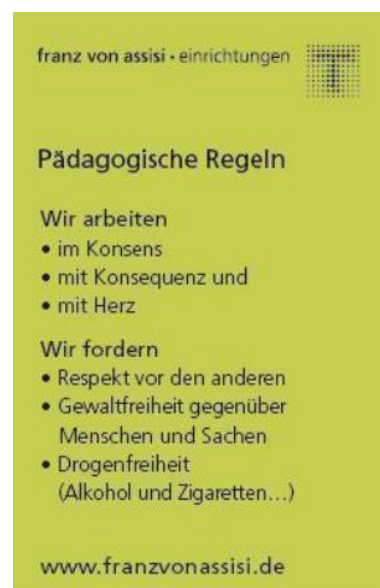 franz von assisi • einrichtungen
Pädagogische Regeln
Wir arbeiten
• im Konsens
• mit Konsequenz und
• mit Herz
Wir fordern
• Respekt vor den anderen
• Gewaltfreiheit gegenüber
Menschen und Sachen
• Drogenfreiheit
(Alkohol und Zigaretten...)
www.franzvonassisi.de